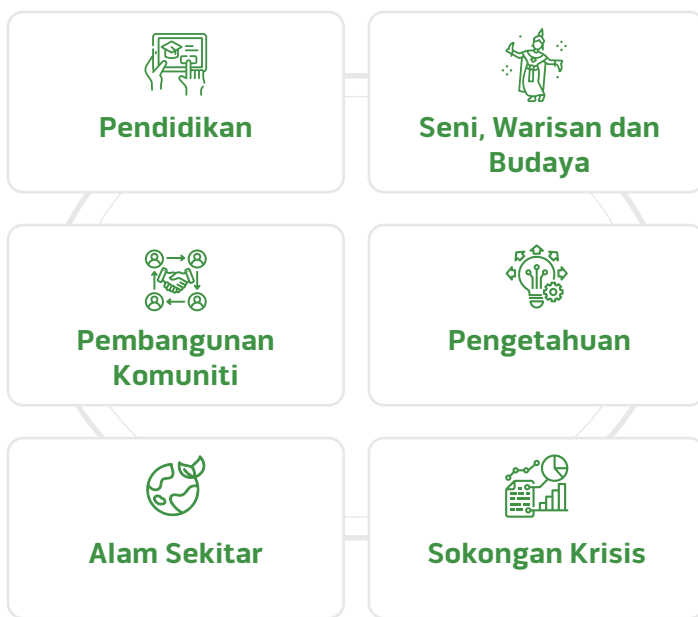 Pendidikan
Seni, Warisan dan
Budaya
Pembangunan
Komuniti
Pengetahuan
Alam Sekitar
Sokongan Krisis